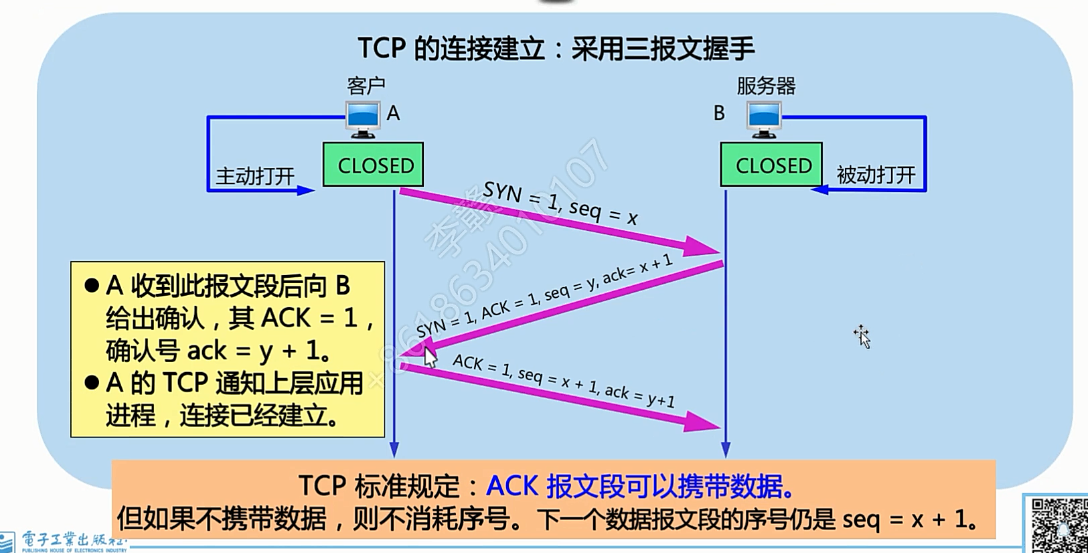 TCP 的连接建立：采用三报文握手
客户
服务器
A
B
CLOSED
CLOSED
主动打开
被动打开
SYN = 1, seq = x
SYN = 1, ACK = 1, seq = y, ack= x + 1
ACK = 1, seq = x + 1, ack = y+1
● A 收到此报文段后向 B
给出确认，其 ACK = 1，
确认号 ack = y + 1。
● A 的 TCP 通知上层应用
进程，连接已经建立。
TCP 标准规定：ACK 报文段可以携带数据。
但如果不携带数据，则不消耗序号。下一个数据报文段的序号仍是 seq = x + 1。
電子工業出版社
PUBLISHING HOUSE OF ELECTRONICS INDUSTRY